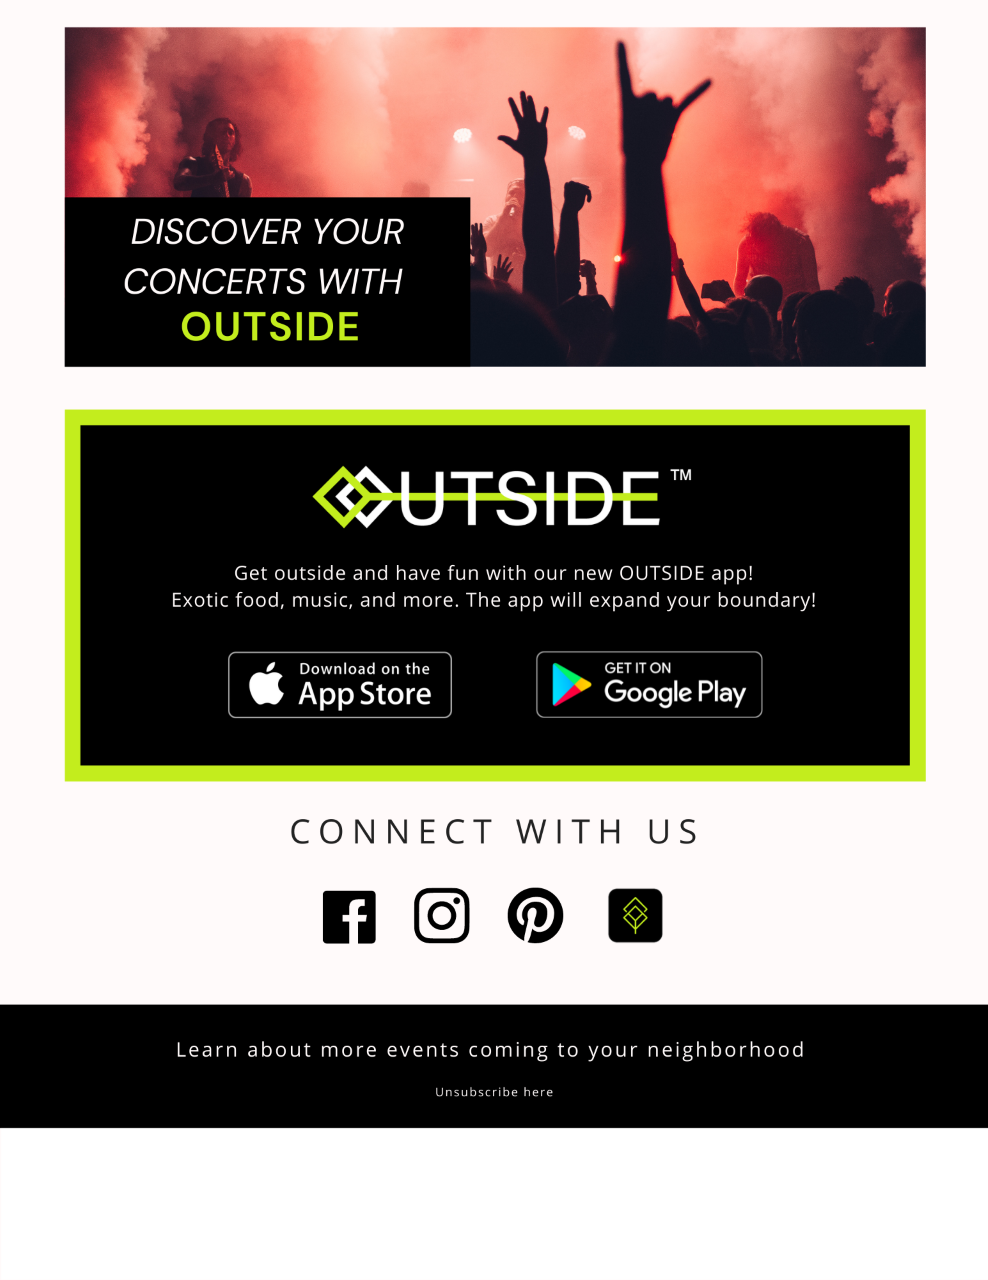 DISCOVER YOUR
CONCERTS WITH
OUTSIDE
OUTSIDE ™
Get outside and have fun with our new OUTSIDE app!
Exotic food, music, and more. The app will expand your boundary!
Download on the
App Store
GET IT ON
Google Play
CONNECT WITH US
Learn about more events coming to your neighborhood
Unsubscribe here